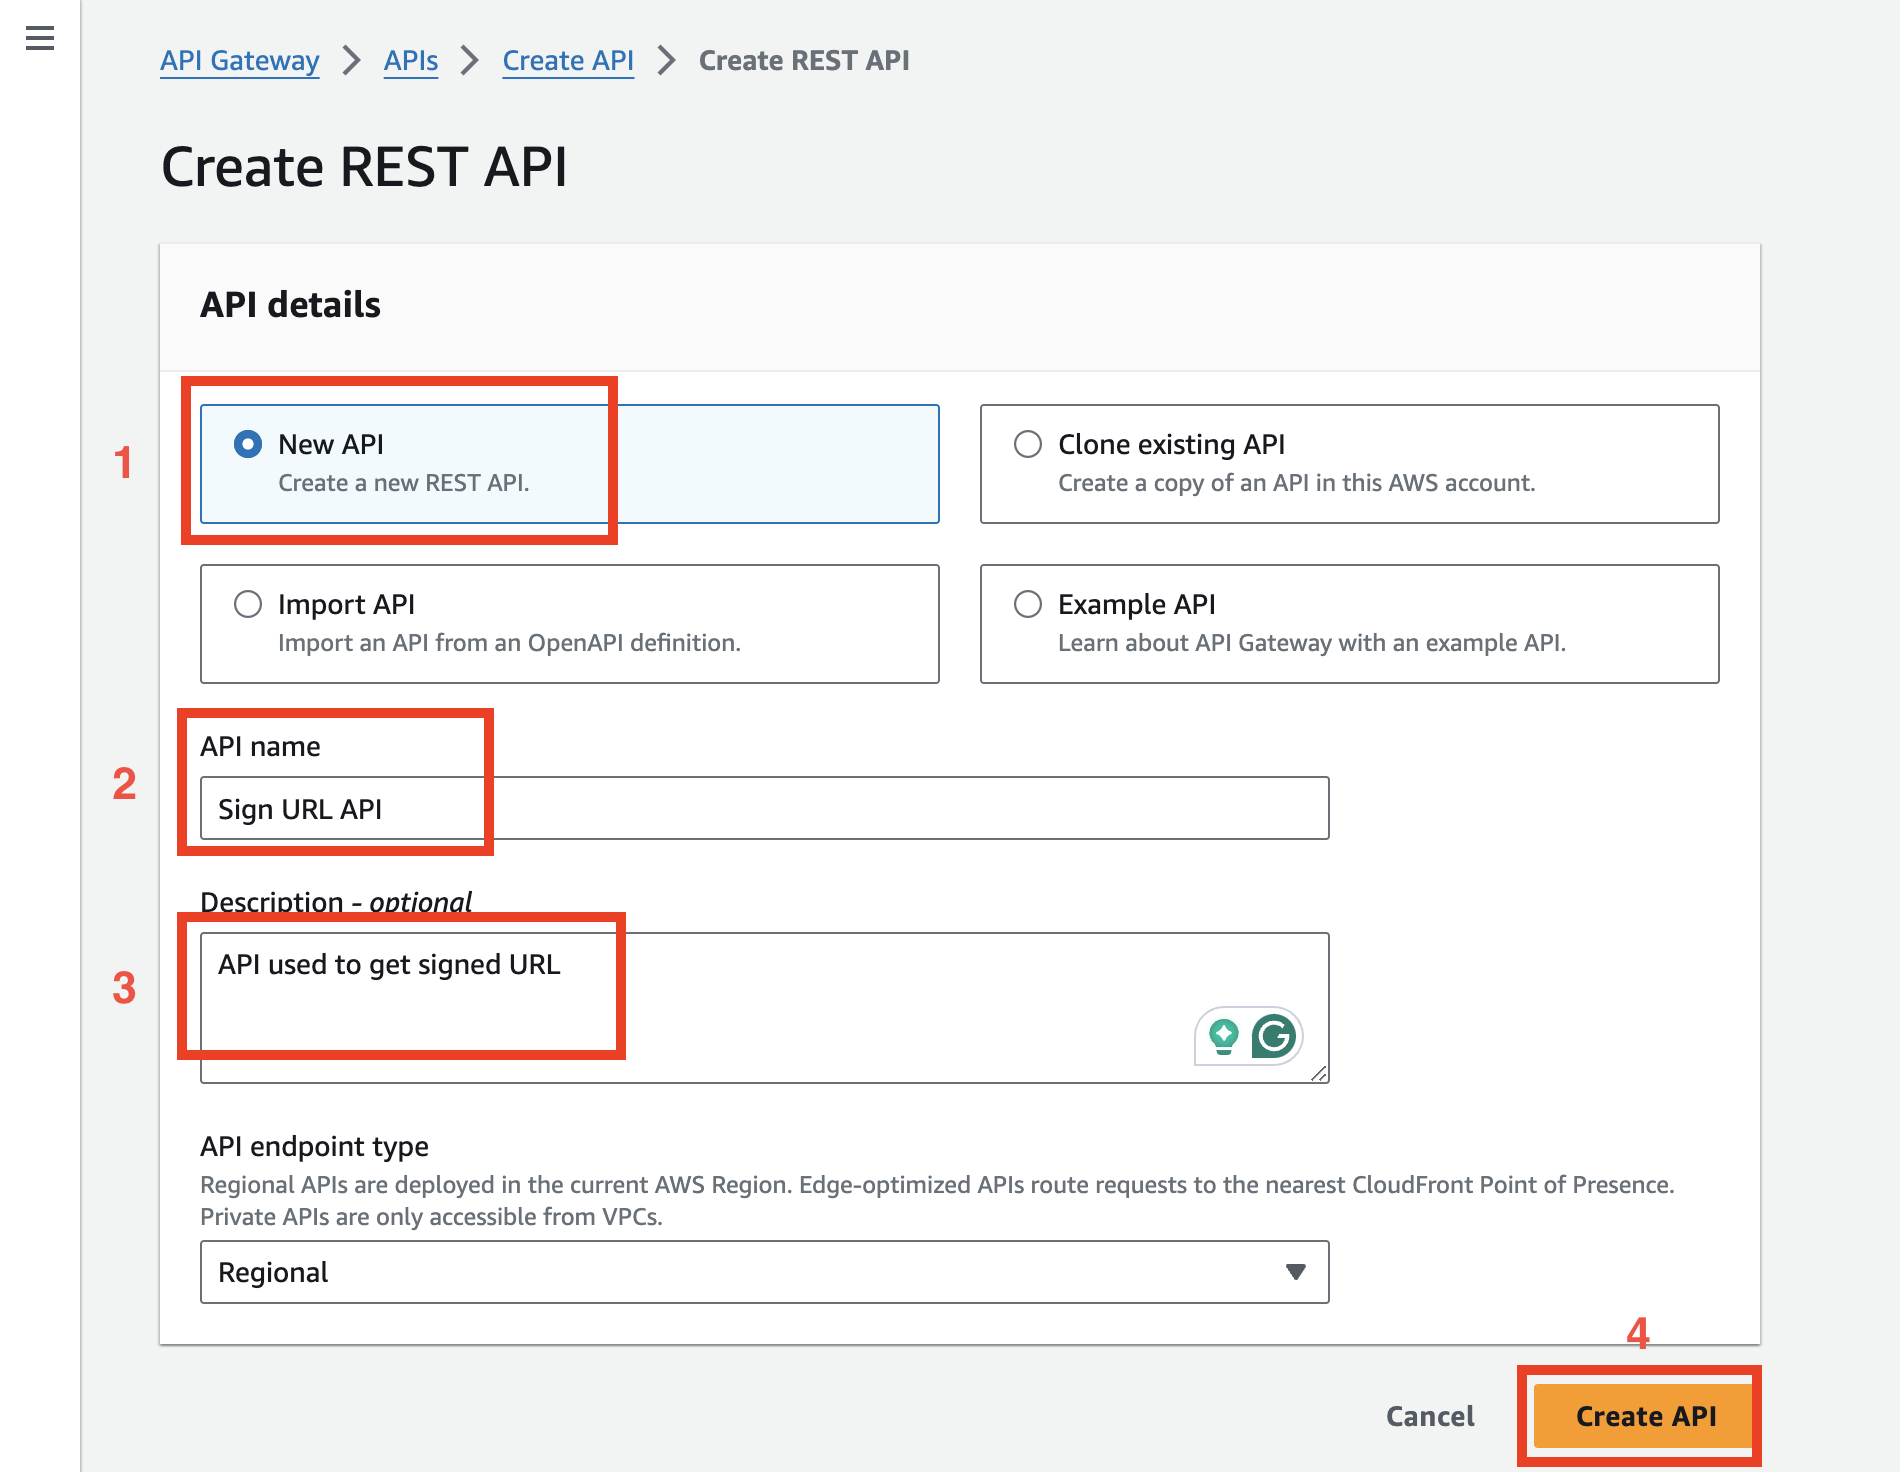 API Gateway > APIs > Create API > Create REST API
Create REST API
API details
1
New API
Create a new REST API.
Clone existing API
Create a copy of an API in this AWS account.
Import API
Import an API from an OpenAPI definition.
Example API
Learn about API Gateway with an example API.
2
API name
Sign URL API
Description - optional
3
API used to get signed URL
API endpoint type
Regional APIs are deployed in the current AWS Region. Edge-optimized APIs route requests to the nearest CloudFront Point of Presence.
Private APIs are only accessible from VPCs.
Regional
4
Cancel
Create API